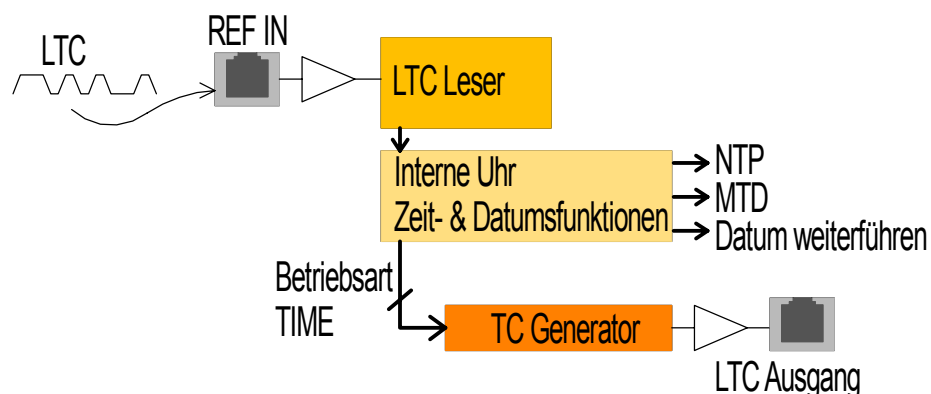 REF IN
LTC
LTC Leser
Interne Uhr
Zeit- & Datumsfunktionen
NTP
MTD
Datum weiterführen
Betriebsart
TIME
TC Generator
LTC Ausgang